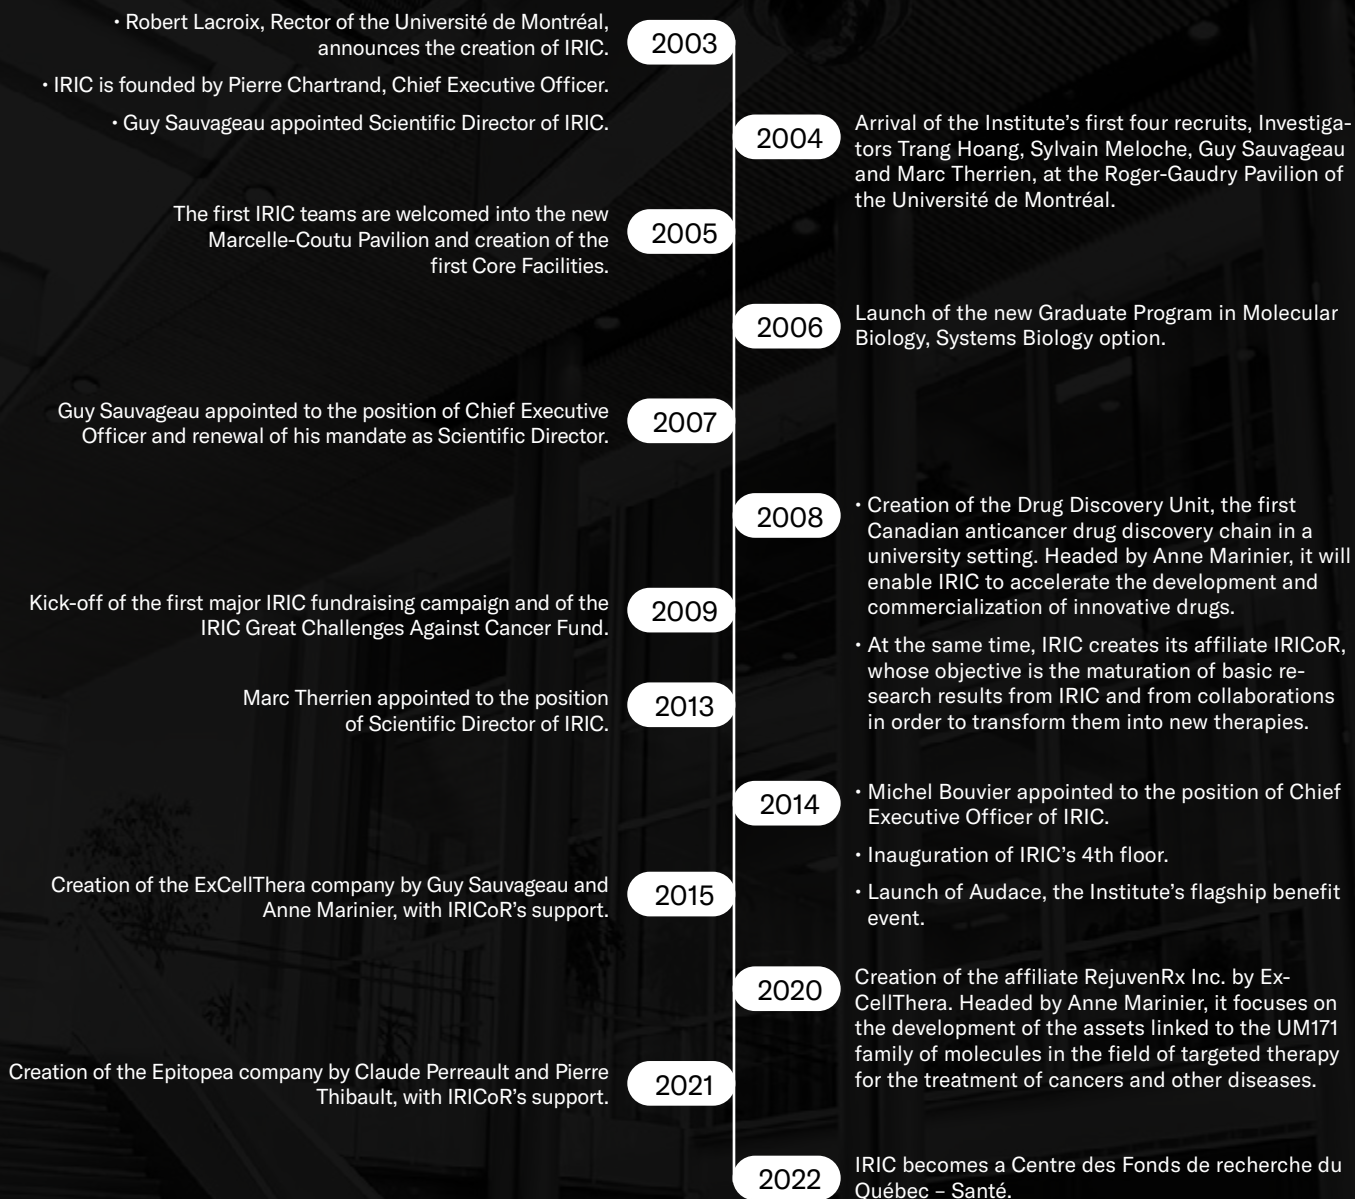 2003
· Robert Lacroix, Rector of the Université de Montréal,
announces the creation of IRIC.
· IRIC is founded by Pierre Chartrand, Chief Executive Officer.
· Guy Sauvageau appointed Scientific Director of IRIC.
2004
Arrival of the Institute’s first four recruits, Investiga-
tors Trang Hoang, Sylvain Meloche, Guy Sauvageau
and Marc Therrien, at the Roger-Gaudry Pavilion of
the Université de Montréal.
2005
The first IRIC teams are welcomed into the new
Marcelle-Coutu Pavilion and creation of the
first Core Facilities.
2006
Launch of the new Graduate Program in Molecular
Biology, Systems Biology option.
2007
Guy Sauvageau appointed to the position of Chief Executive
Officer and renewal of his mandate as Scientific Director.
2008
· Creation of the Drug Discovery Unit, the first
Canadian anticancer drug discovery chain in a
university setting. Headed by Anne Marinier, it will
enable IRIC to accelerate the development and
commercialization of innovative drugs.
· At the same time, IRIC creates its affiliate IRICoR,
whose objective is the maturation of basic re-
search results from IRIC and from collaborations
in order to transform them into new therapies.
2009
Kick-off of the first major IRIC fundraising campaign and of the
IRIC Great Challenges Against Cancer Fund.
2013
Marc Therrien appointed to the position
of Scientific Director of IRIC.
2014
· Michel Bouvier appointed to the position of Chief
Executive Officer of IRIC.
· Inauguration of IRIC’s 4th floor.
· Launch of Audace, the Institute’s flagship benefit
event.
2015
Creation of the ExCellThera company by Guy Sauvageau and
Anne Marinier, with IRICoR’s support.
2020
Creation of the affiliate RejuvenRx Inc. by Ex-
CellThera. Headed by Anne Marinier, it focuses on
the development of the assets linked to the UM171
family of molecules in the field of targeted therapy
for the treatment of cancers and other diseases.
2021
Creation of the Epitopea company by Claude Perreault and Pierre
Thibault, with IRICoR’s support.
2022
IRIC becomes a Centre des Fonds de recherche du
Québec – Santé.